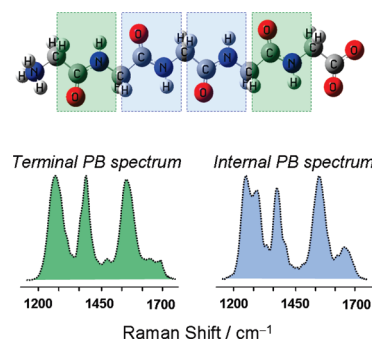 H H H O H H H O H
H N C C N C C N C C N C C N C C O
H H O H H O H O
Terminal PB spectrum Internal PB spectrum
1200 1450 1700 1200 1450 1700
Raman Shift / cm⁻¹